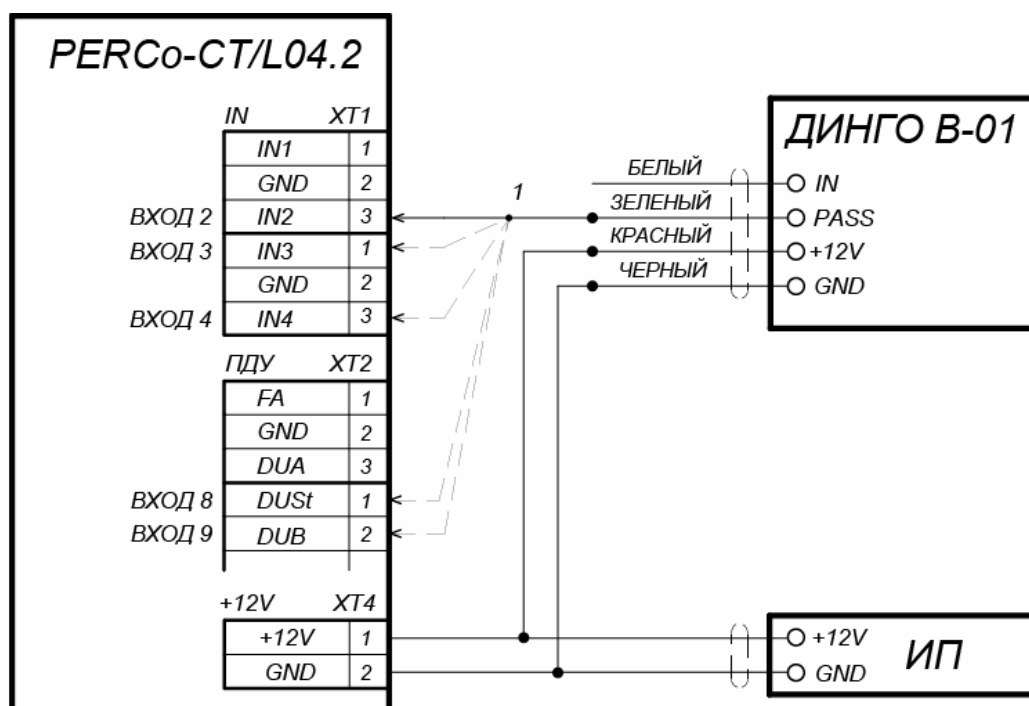 PERCo-CT/L04.2
IN XT1
IN1 1
GND 2
ВХОД 2 IN2 3
ВХОД 3 IN3 1
GND 2
ВХОД 4 IN4 3
ПДУ XT2
FA 1
GND 2
DUA 3
ВХОД 8 DUSt 1
ВХОД 9 DUB 2
+12V XT4
+12V 1
GND 2
1
БЕЛЫЙ
ЗЕЛЕНЫЙ
КРАСНЫЙ
ЧЕРНЫЙ
ДИНГО В-01
IN
PASS
+12V
GND
+12V
ИП
GND